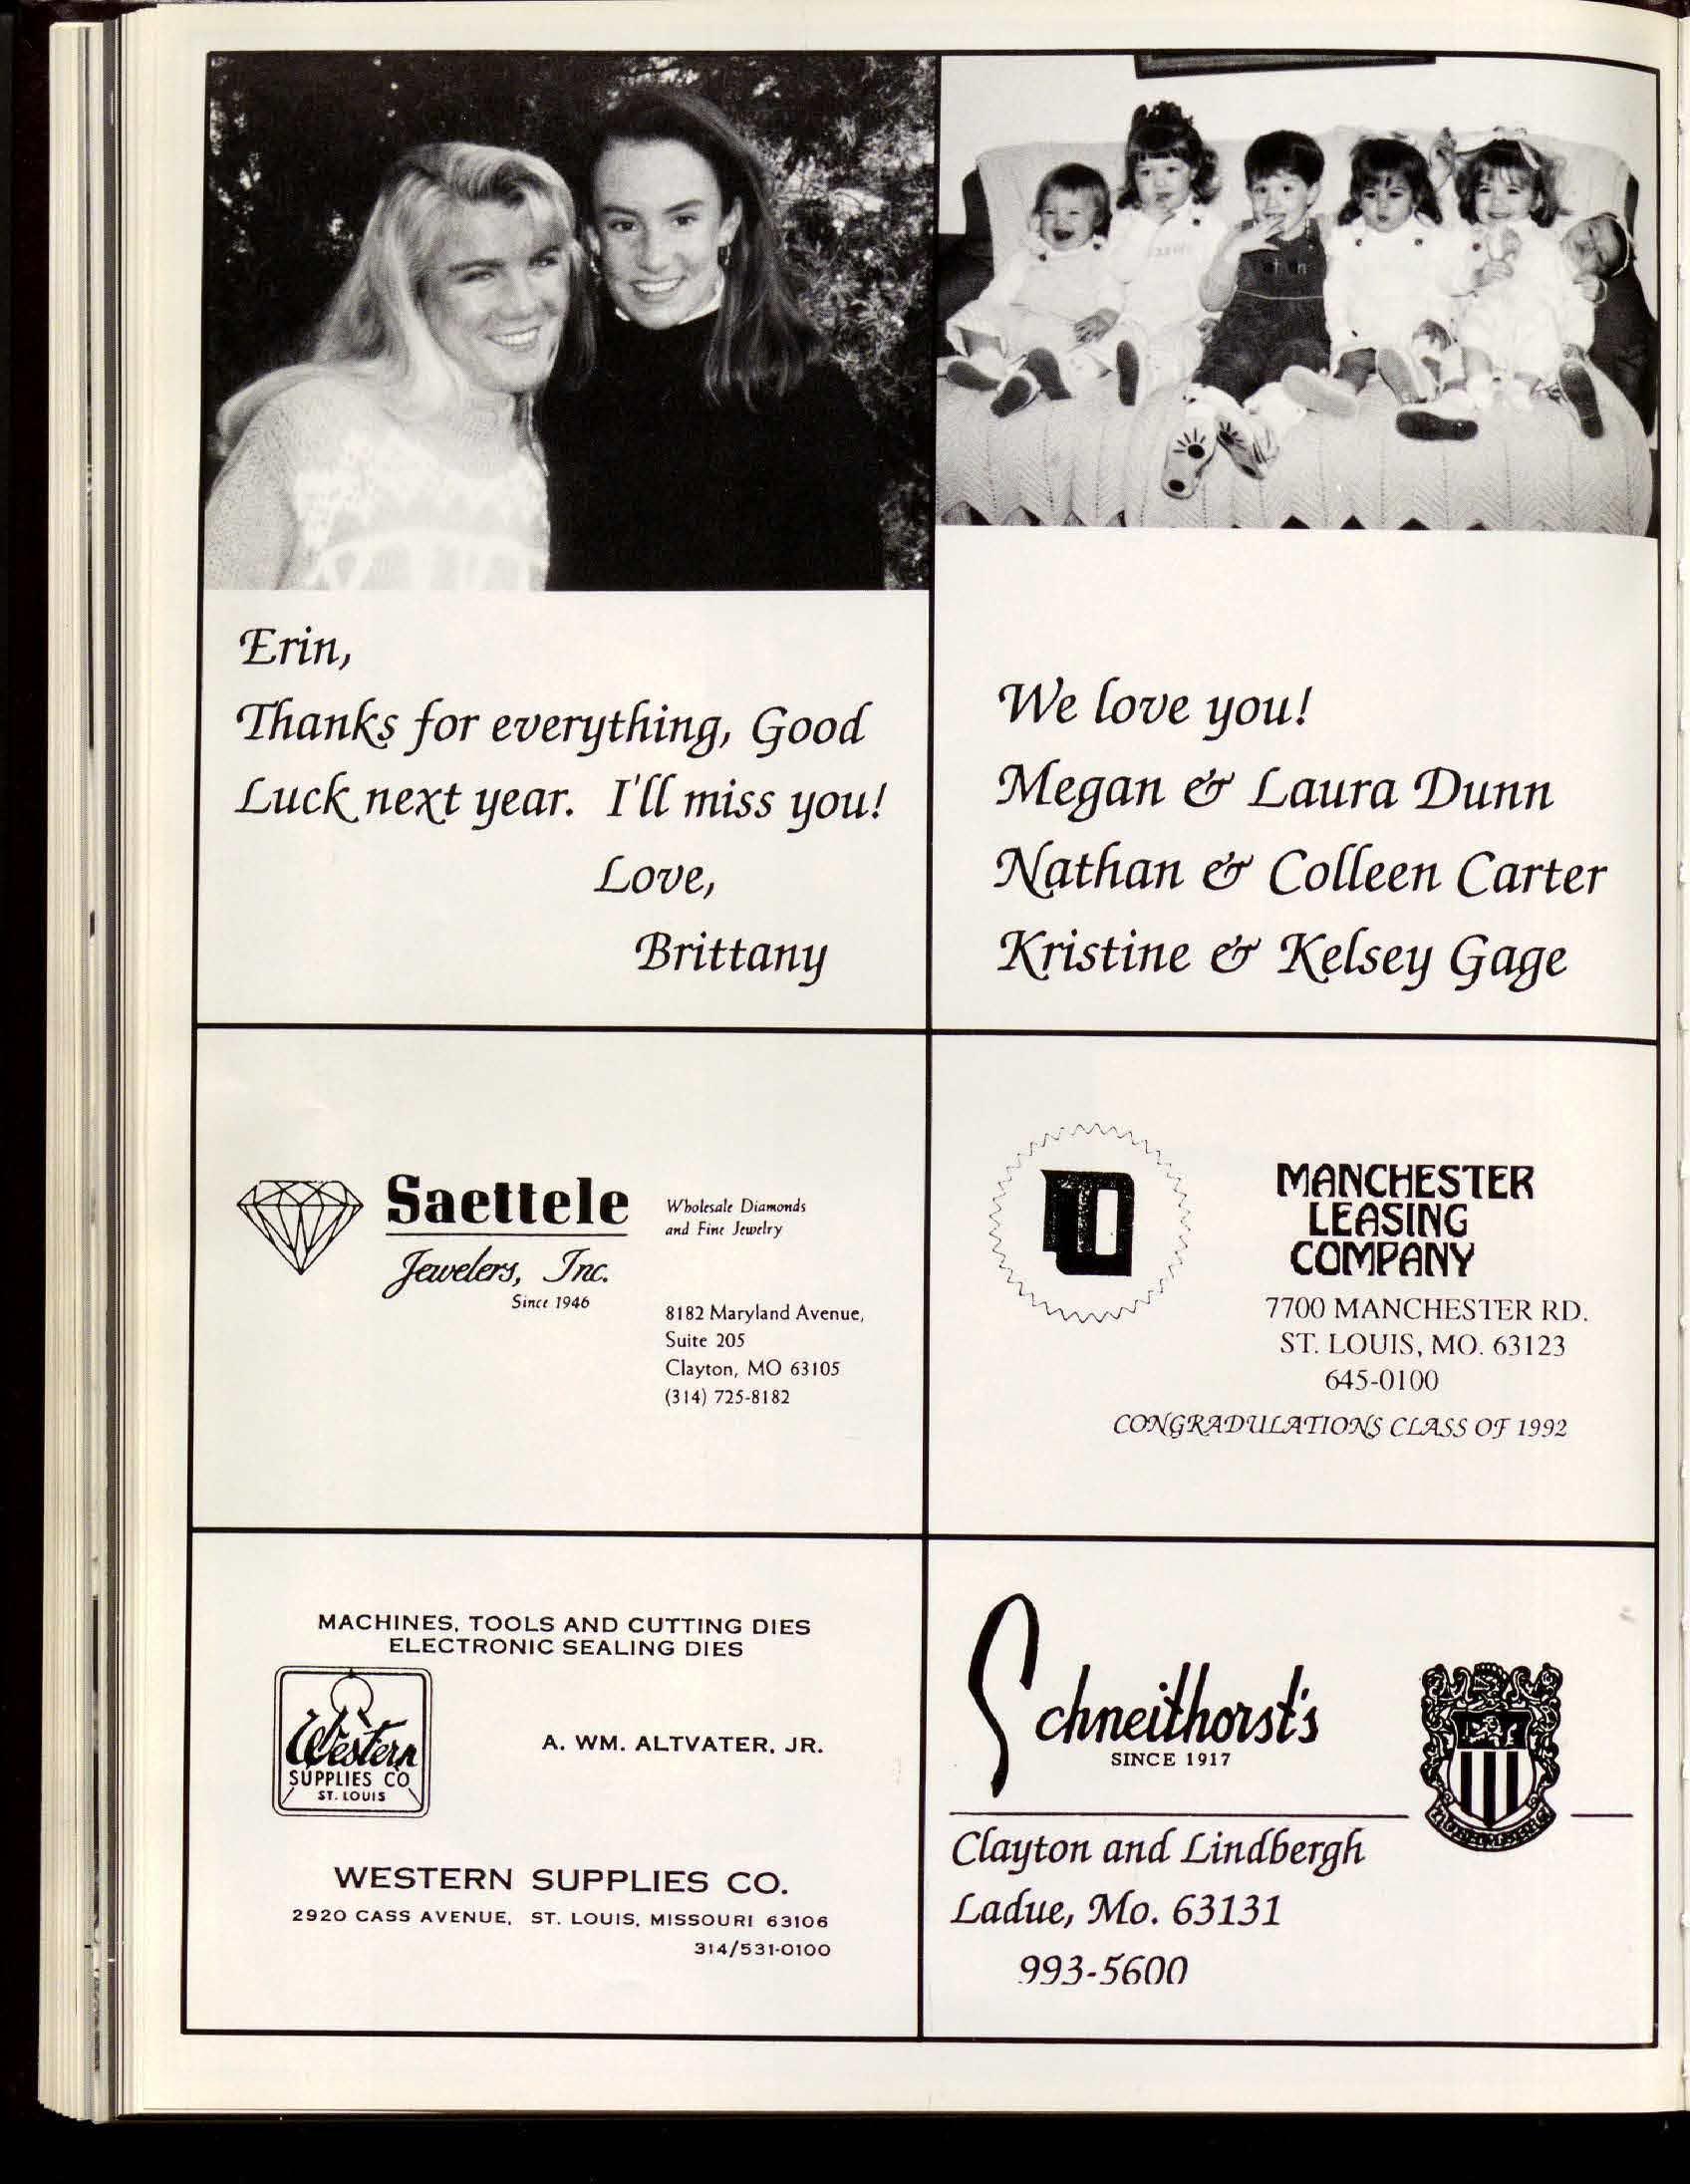 Erin,
Thanks for everything, Good
Luck next year. I'll miss you!
Love,
Brittany
We love you!
Megan & Laura Dunn
Nathan & Colleen Carter
Kristine & Kelsey Gage
Saettele
Jewelers, Inc.
Since 1946
Wholesale Diamonds
and Fine Jewelry
8182 Maryland Avenue,
Suite 205
Clayton, MO 63105
(314) 725-8182
MANCHESTER
LEASING
COMPANY
7700 MANCHESTER RD.
ST. LOUIS, MO. 63123
645-0100
CONGRADULATIONS CLASS OF 1992
MACHINES, TOOLS AND CUTTING DIES
ELECTRONIC SEALING DIES
Western
SUPPLIES CO
ST. LOUIS
A. WM. ALTVATER, JR.
WESTERN SUPPLIES CO.
2920 CASS AVENUE, ST. LOUIS, MISSOURI 63106
314/531-0100
Schneithorst's
SINCE 1917
Clayton and Lindbergh
Ladue, Mo. 63131
993-5600